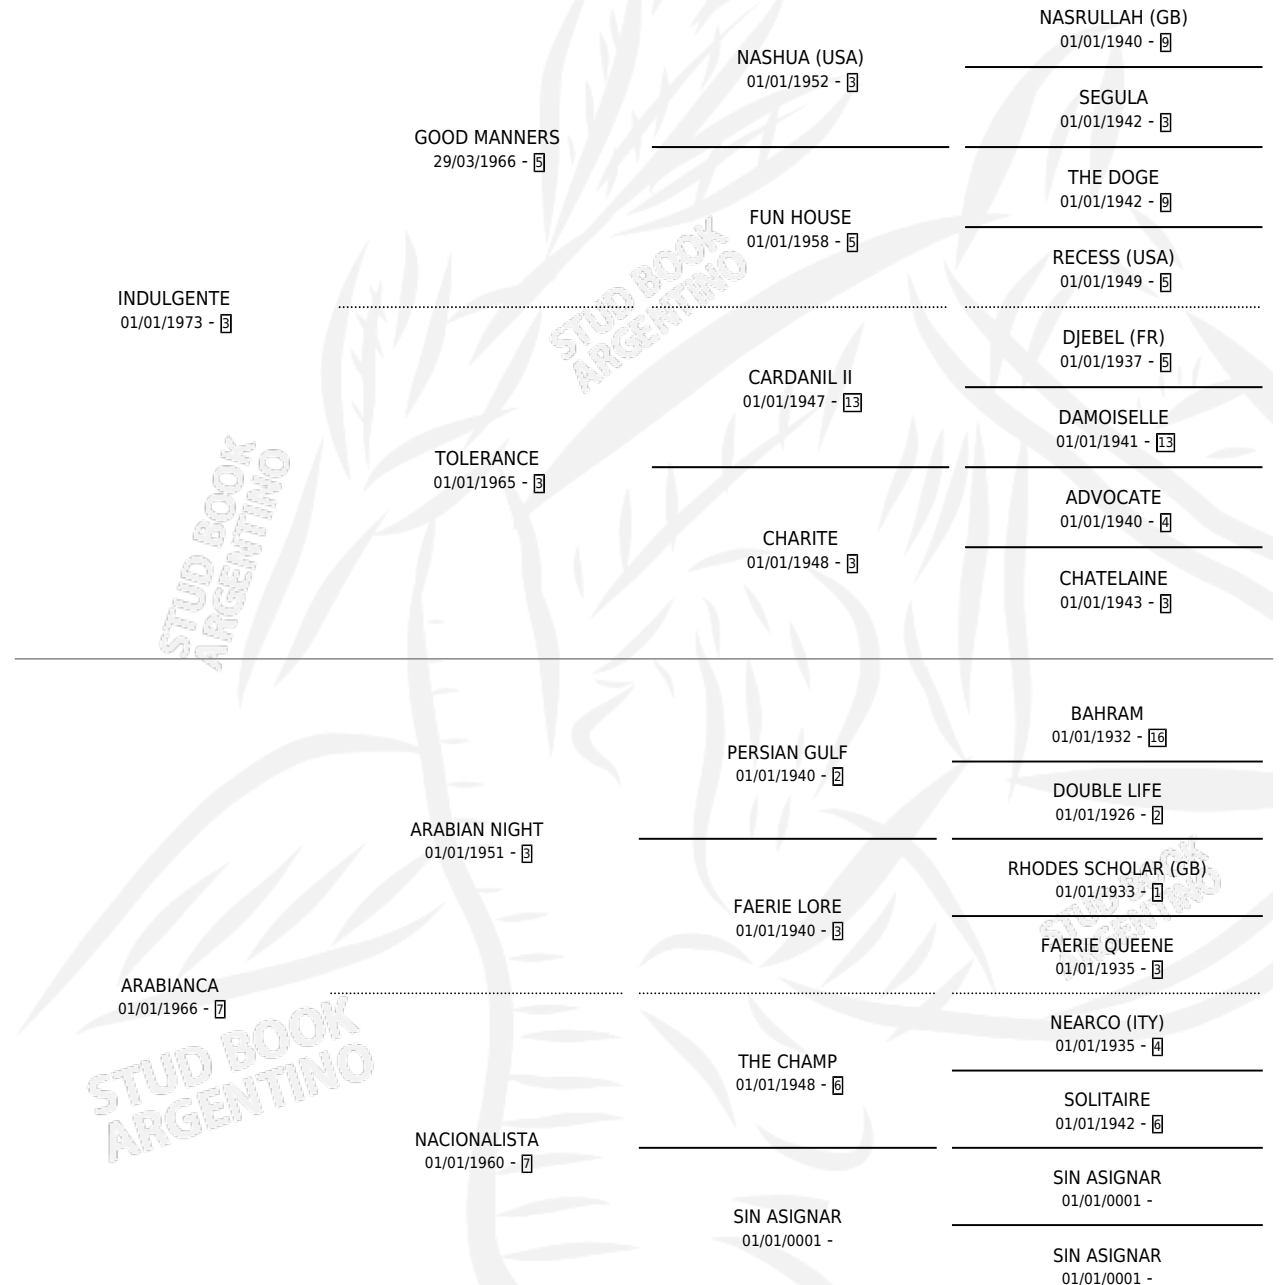 NASRULLAH (GB)
01/01/1940 - 9
NASHUA (USA)
01/01/1952 - 3
SEGULA
01/01/1942 - 3
GOOD MANNERS
29/03/1966 - 5
THE DOGE
01/01/1942 - 9
FUN HOUSE
01/01/1958 - 5
RECESS (USA)
01/01/1949 - 5
INDULGENTE
01/01/1973 - 3
DJEBEL (FR)
01/01/1937 - 5
CARDANIL II
01/01/1947 - 13
DAMOISELLE
01/01/1941 - 13
TOLERANCE
01/01/1965 - 3
ADVOCATE
01/01/1940 - 4
CHARITE
01/01/1948 - 3
CHATELAINE
01/01/1943 - 3
STUD BOOK
ARGENTINO
STUD BOOK
ARGENTINO
BAHRAM
01/01/1932 - 16
PERSIAN GULF
01/01/1940 - 2
DOUBLE LIFE
01/01/1926 - 2
ARABIAN NIGHT
01/01/1951 - 3
RHODES SCHOLAR (GB)
01/01/1933 - 1
FAERIE LORE
01/01/1940 - 3
FAERIE QUEENE
01/01/1935 - 3
ARABIANCA
01/01/1966 - 7
NEARCO (ITY)
01/01/1935 - 4
THE CHAMP
01/01/1948 - 6
SOLITAIRE
01/01/1942 - 6
NACIONALISTA
01/01/1960 - 7
SIN ASIGNAR
01/01/0001 -
SIN ASIGNAR
01/01/0001 -
SIN ASIGNAR
01/01/0001 -
STUD BOOK
ARGENTINO
STUD BOOK
ARGENTINO